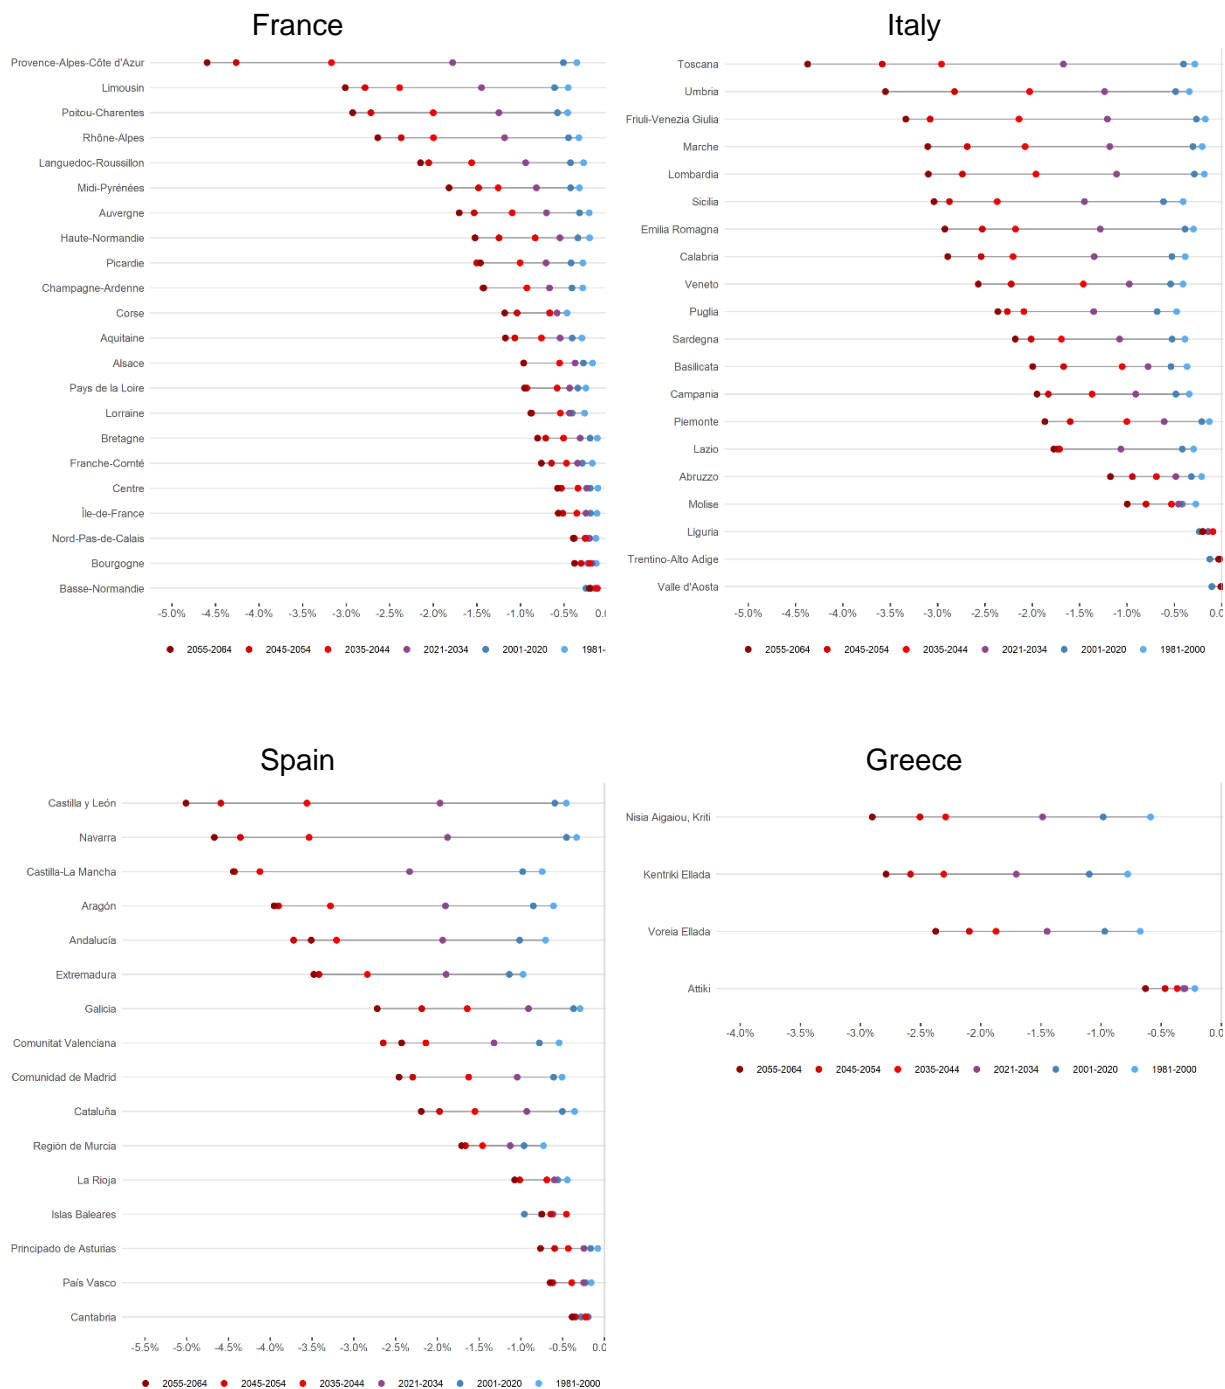 France
Provence-Alpes-Côte d'Azur
Limousin
Poitou-Charentes
Rhône-Alpes
Languedoc-Roussillon
Midi-Pyrénées
Auvergne
Haute-Normandie
Picardie
Champagne-Ardenne
Corse
Aquitaine
Alsace
Pays de la Loire
Lorraine
Bretagne
Franche-Comté
Centre
Île-de-France
Nord-Pas-de-Calais
Bourgogne
Basse-Normandie
-5.0% -4.5% -4.0% -3.5% -3.0% -2.5% -2.0% -1.5% -1.0% -0.5% 0.0
2055-2064 2045-2054 2035-2044 2021-2034 2001-2020 1981-
Italy
Toscana
Umbria
Friuli-Venezia Giulia
Marche
Lombardia
Sicilia
Emilia Romagna
Calabria
Veneto
Puglia
Sardegna
Basilicata
Campania
Piemonte
Lazio
Abruzzo
Molise
Liguria
Trentino-Alto Adige
Valle d'Aosta
-5.0% -4.5% -4.0% -3.5% -3.0% -2.5% -2.0% -1.5% -1.0% -0.5% 0.0
2055-2064 2045-2054 2035-2044 2021-2034 2001-2020 1981-2000
Spain
Castilla y León
Navarra
Castilla-La Mancha
Aragón
Andalucía
Extremadura
Galicia
Comunitat Valenciana
Comunidad de Madrid
Cataluña
Región de Murcia
La Rioja
Islas Baleares
Principado de Asturias
País Vasco
Cantabria
-5.5% -5.0% -4.5% -4.0% -3.5% -3.0% -2.5% -2.0% -1.5% -1.0% -0.5% 0.0
2055-2064 2045-2054 2035-2044 2021-2034 2001-2020 1981-2000
Greece
Nisia Aigaiou, Kriti
Kentriki Ellada
Voreia Ellada
Attiki
-4.0% -3.5% -3.0% -2.5% -2.0% -1.5% -1.0% -0.5% 0.0
2055-2064 2045-2054 2035-2044 2021-2034 2001-2020 1981-2000